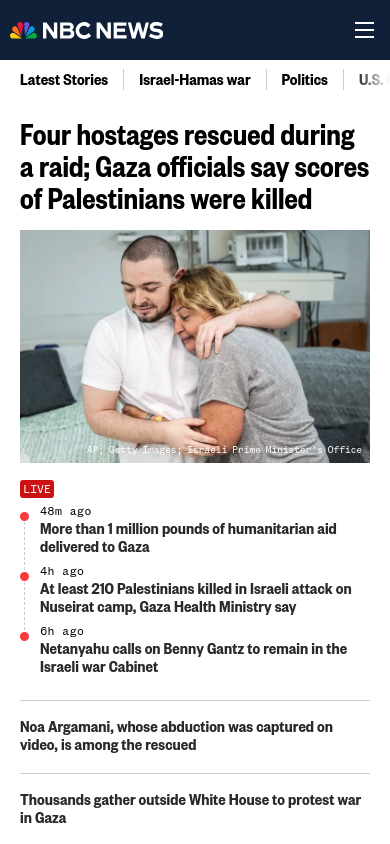 NBC NEWS
Latest Stories
Israel-Hamas war
Politics
U.S.
Four hostages rescued during
a raid; Gaza officials say scores
of Palestinians were killed
AP; Getty Images; Israeli Prime Minister's Office
LIVE
48m ago
More than 1 million pounds of humanitarian aid
delivered to Gaza
4h ago
At least 210 Palestinians killed in Israeli attack on
Nuseirat camp, Gaza Health Ministry say
6h ago
Netanyahu calls on Benny Gantz to remain in the
Israeli war Cabinet
Noa Argamani, whose abduction was captured on
video, is among the rescued
Thousands gather outside White House to protest war
in Gaza